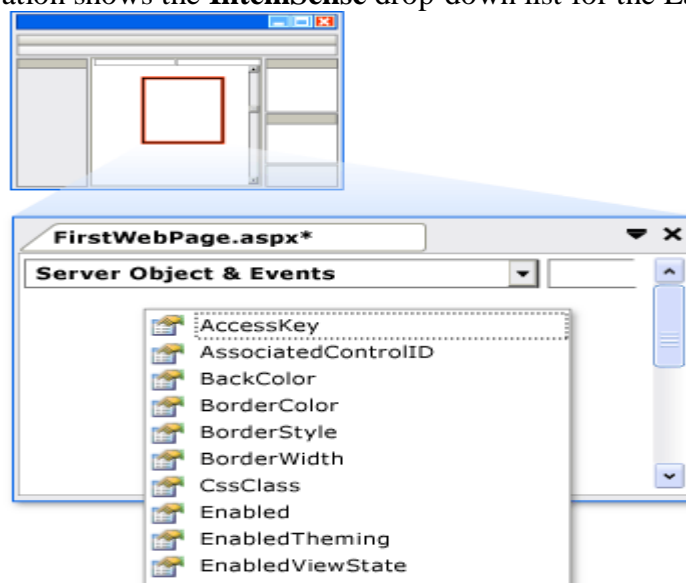 ation shows the IntelliSense drop-down list for the
FirstWebPage.aspx*
Server Object & Events
AccessKey
AssociatedControlID
BackColor
BorderColor
BorderStyle
BorderWidth
CssClass
Enabled
EnabledTheming
EnabledViewState